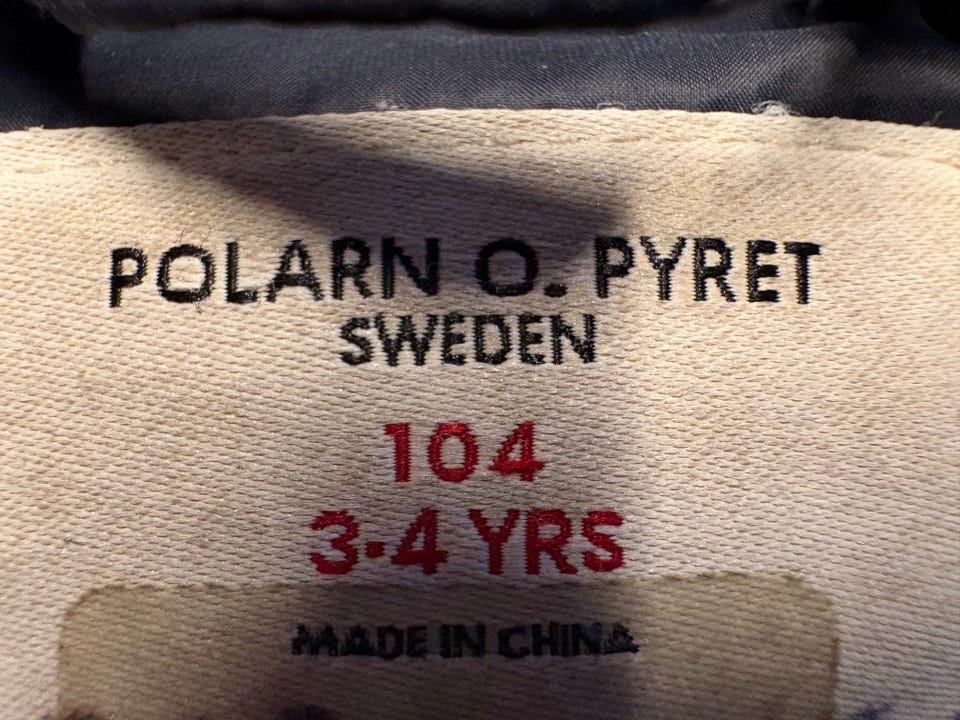 POLARN O. PYRET
SWEDEN
104
3-4 YRS
MADE IN CHINA